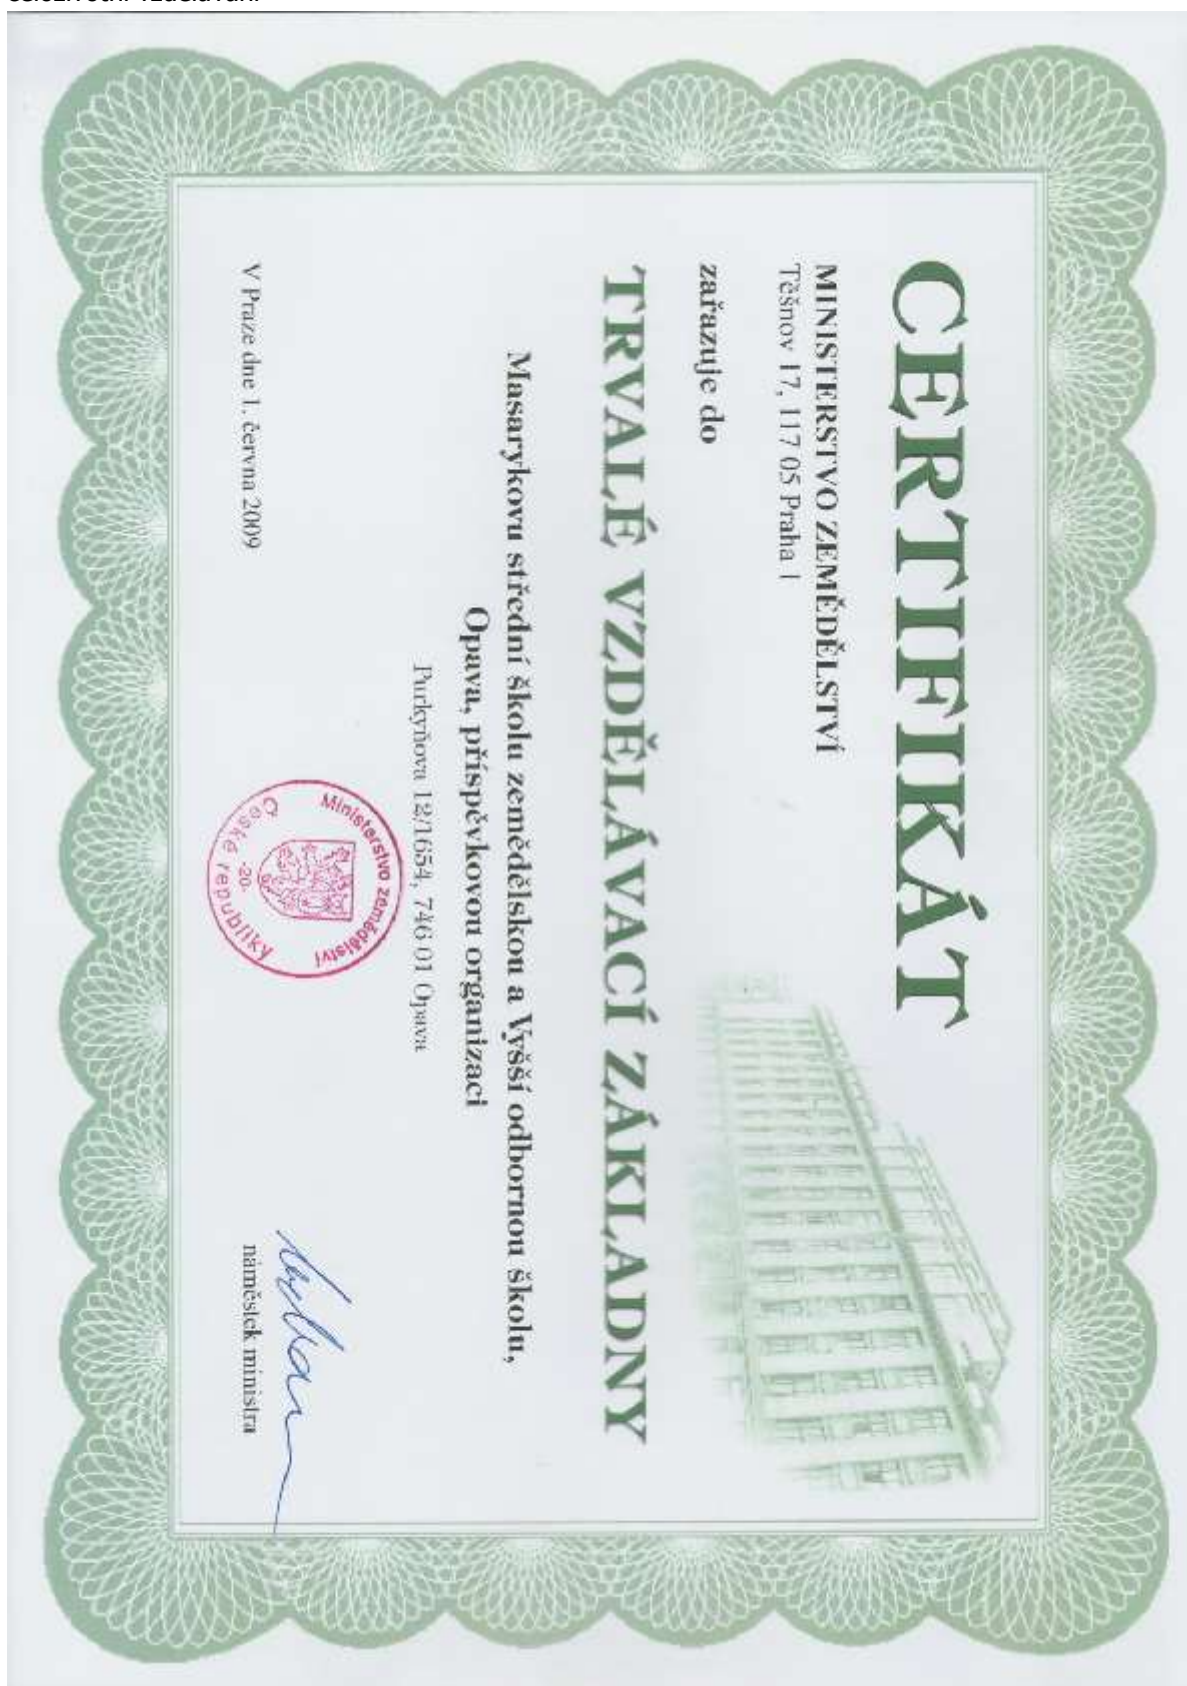 CERTIFIKÁT
MINISTERSTVO ZEMĚDĚLSTVÍ
Těšnov 17, 117 05 Praha 1
zařazuje do
TRVALÉ VZDĚLÁVACÍ ZÁKLADNY
Masarykovu střední školu zemědělskou a Vyšší odbornou školu,
Opava, příspěvkovou organizaci
Purkyňova 12/1654, 746 01 Opava
V Praze dne 1. června 2009
Ministerstvo zemědělství
České republiky
-20-
náměstek ministra